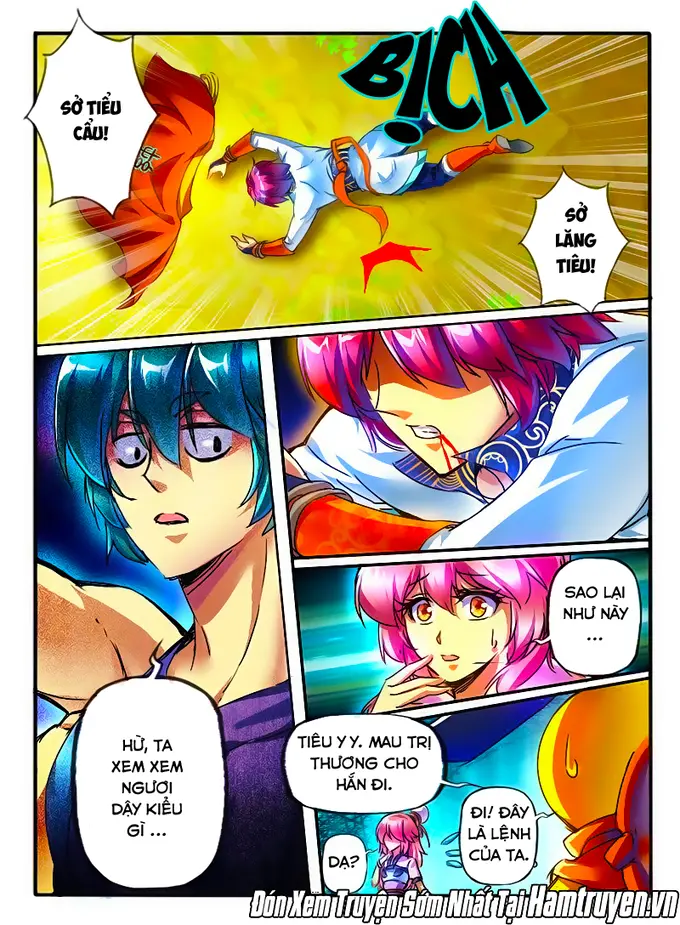 SỞ TIỂU
CẨU!
BỊCH
SỞ
LĂNG
TIÊU!
SAO LẠI
NHƯ NÀY
...
HỪ, TA
XEM XEM
NGƯƠI
DẬY KIỂU
GÌ ...
TIÊU Y Y. MAU TRỊ
THƯƠNG CHO
HẮN ĐI.
DẠ?
ĐI! ĐÂY
LÀ LỆNH
CỦA TA.
Đón Xem Truyện Sớm Nhất Tại Hamtruyen.vn